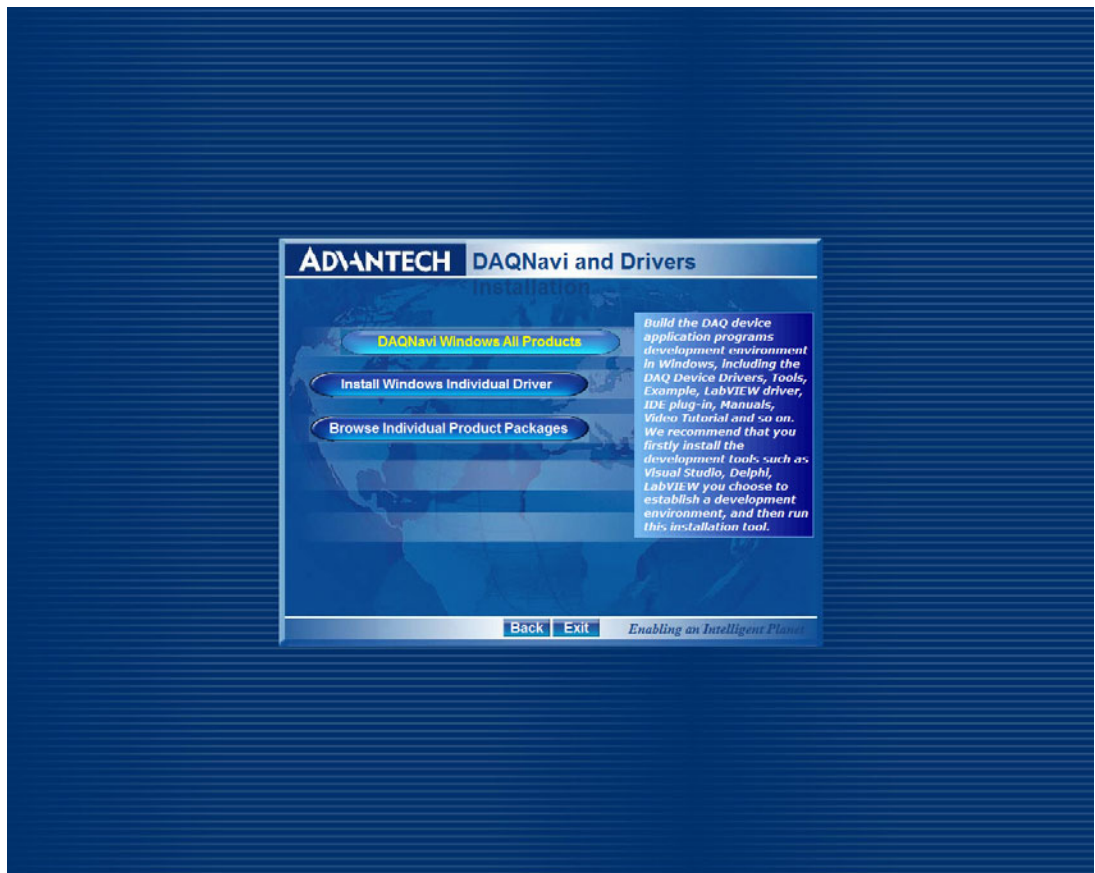 ADVANTECH DAQNavi and Drivers
Installation
DAQNavi Windows All Products
Install Windows Individual Driver
Browse Individual Product Packages
Build the DAQ device
application programs
development environment
in Windows, including the
DAQ Device Drivers, Tools,
Example, LabVIEW driver,
IDE plug-in, Manuals,
Video Tutorial and so on.
We recommend that you
firstly install the
development tools such as
Visual Studio, Delphi,
LabVIEW you choose to
establish a development
environment, and then run
this installation tool.
Back Exit Enabling an Intelligent Planet